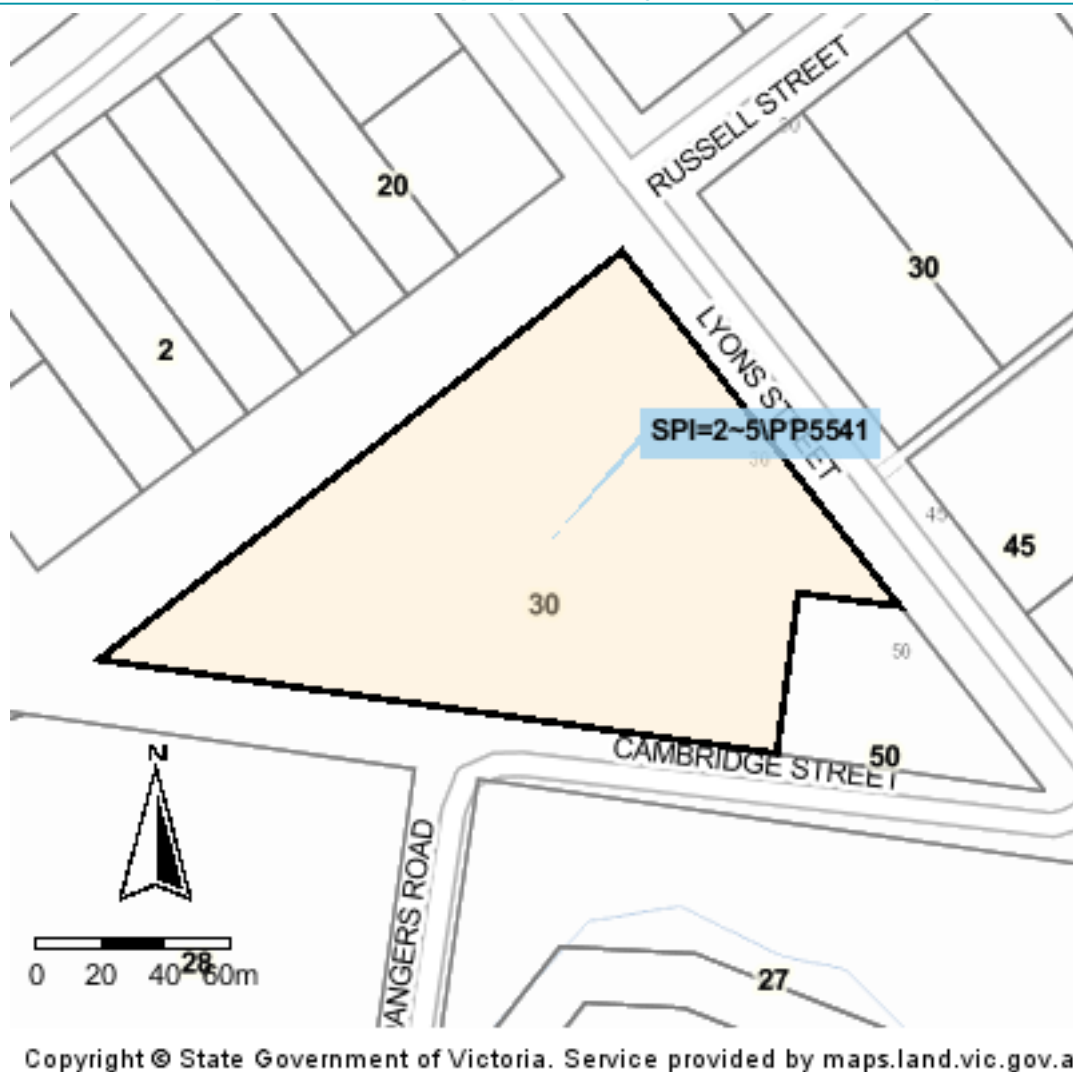 RUSSELL STREET
30
20
30
LYONS STREET
2
SPI=2~5\PP5541
30
45
45
30
50
CAMBRIDGE STREET
50
N
ANGERS ROAD
0 20 40 60m
28
27
Copyright © State Government of Victoria. Service provided by maps.land.vic.gov.a